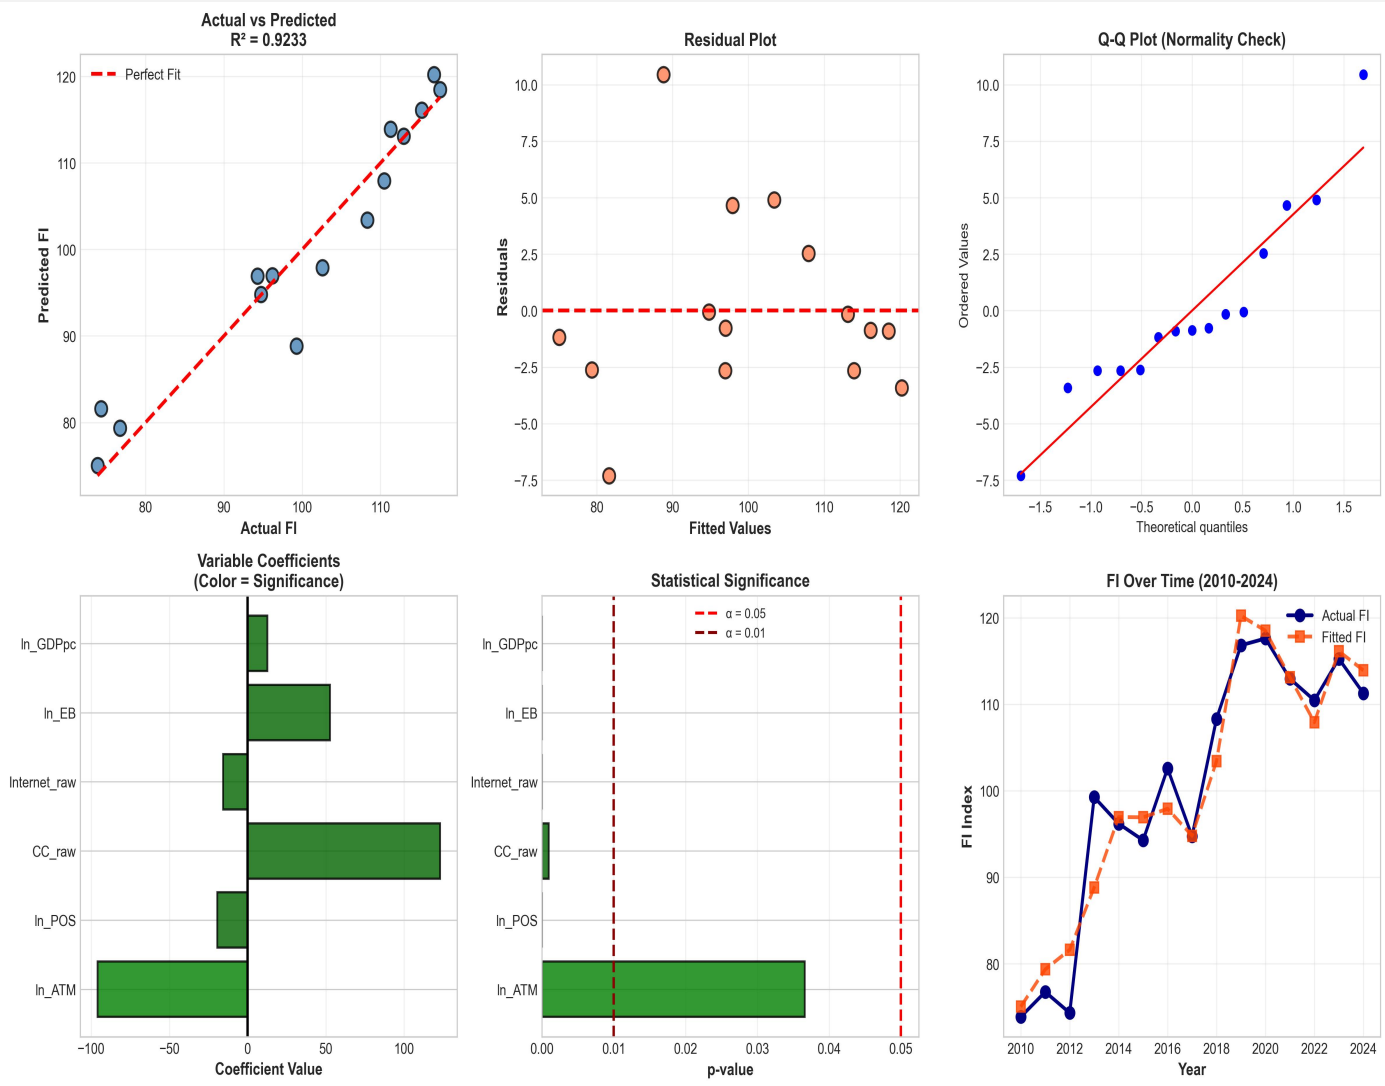 Actual vs Predicted
R² = 0.9233
Perfect Fit
120
110
100
90
80
Predicted FI
80
90
100
110
Actual FI
Residual Plot
10.0
7.5
5.0
2.5
0.0
−2.5
−5.0
−7.5
Residuals
80
90
100
110
120
Fitted Values
Q-Q Plot (Normality Check)
10.0
7.5
5.0
2.5
0.0
−2.5
−5.0
−7.5
Ordered Values
−1.5
−1.0
−0.5
0.0
0.5
1.0
1.5
Theoretical quantiles
Variable Coefficients
(Color = Significance)
ln_GDPpc
ln_EB
Internet_raw
CC_raw
ln_POS
ln_ATM
−100
−50
0
50
100
Coefficient Value
Statistical Significance
α = 0.05
α = 0.01
ln_GDPpc
ln_EB
Internet_raw
CC_raw
ln_POS
ln_ATM
0.00
0.01
0.02
0.03
0.04
0.05
p-value
FI Over Time (2010-2024)
Actual FI
Fitted FI
120
110
100
90
80
FI Index
2010
2012
2014
2016
2018
2020
2022
2024
Year